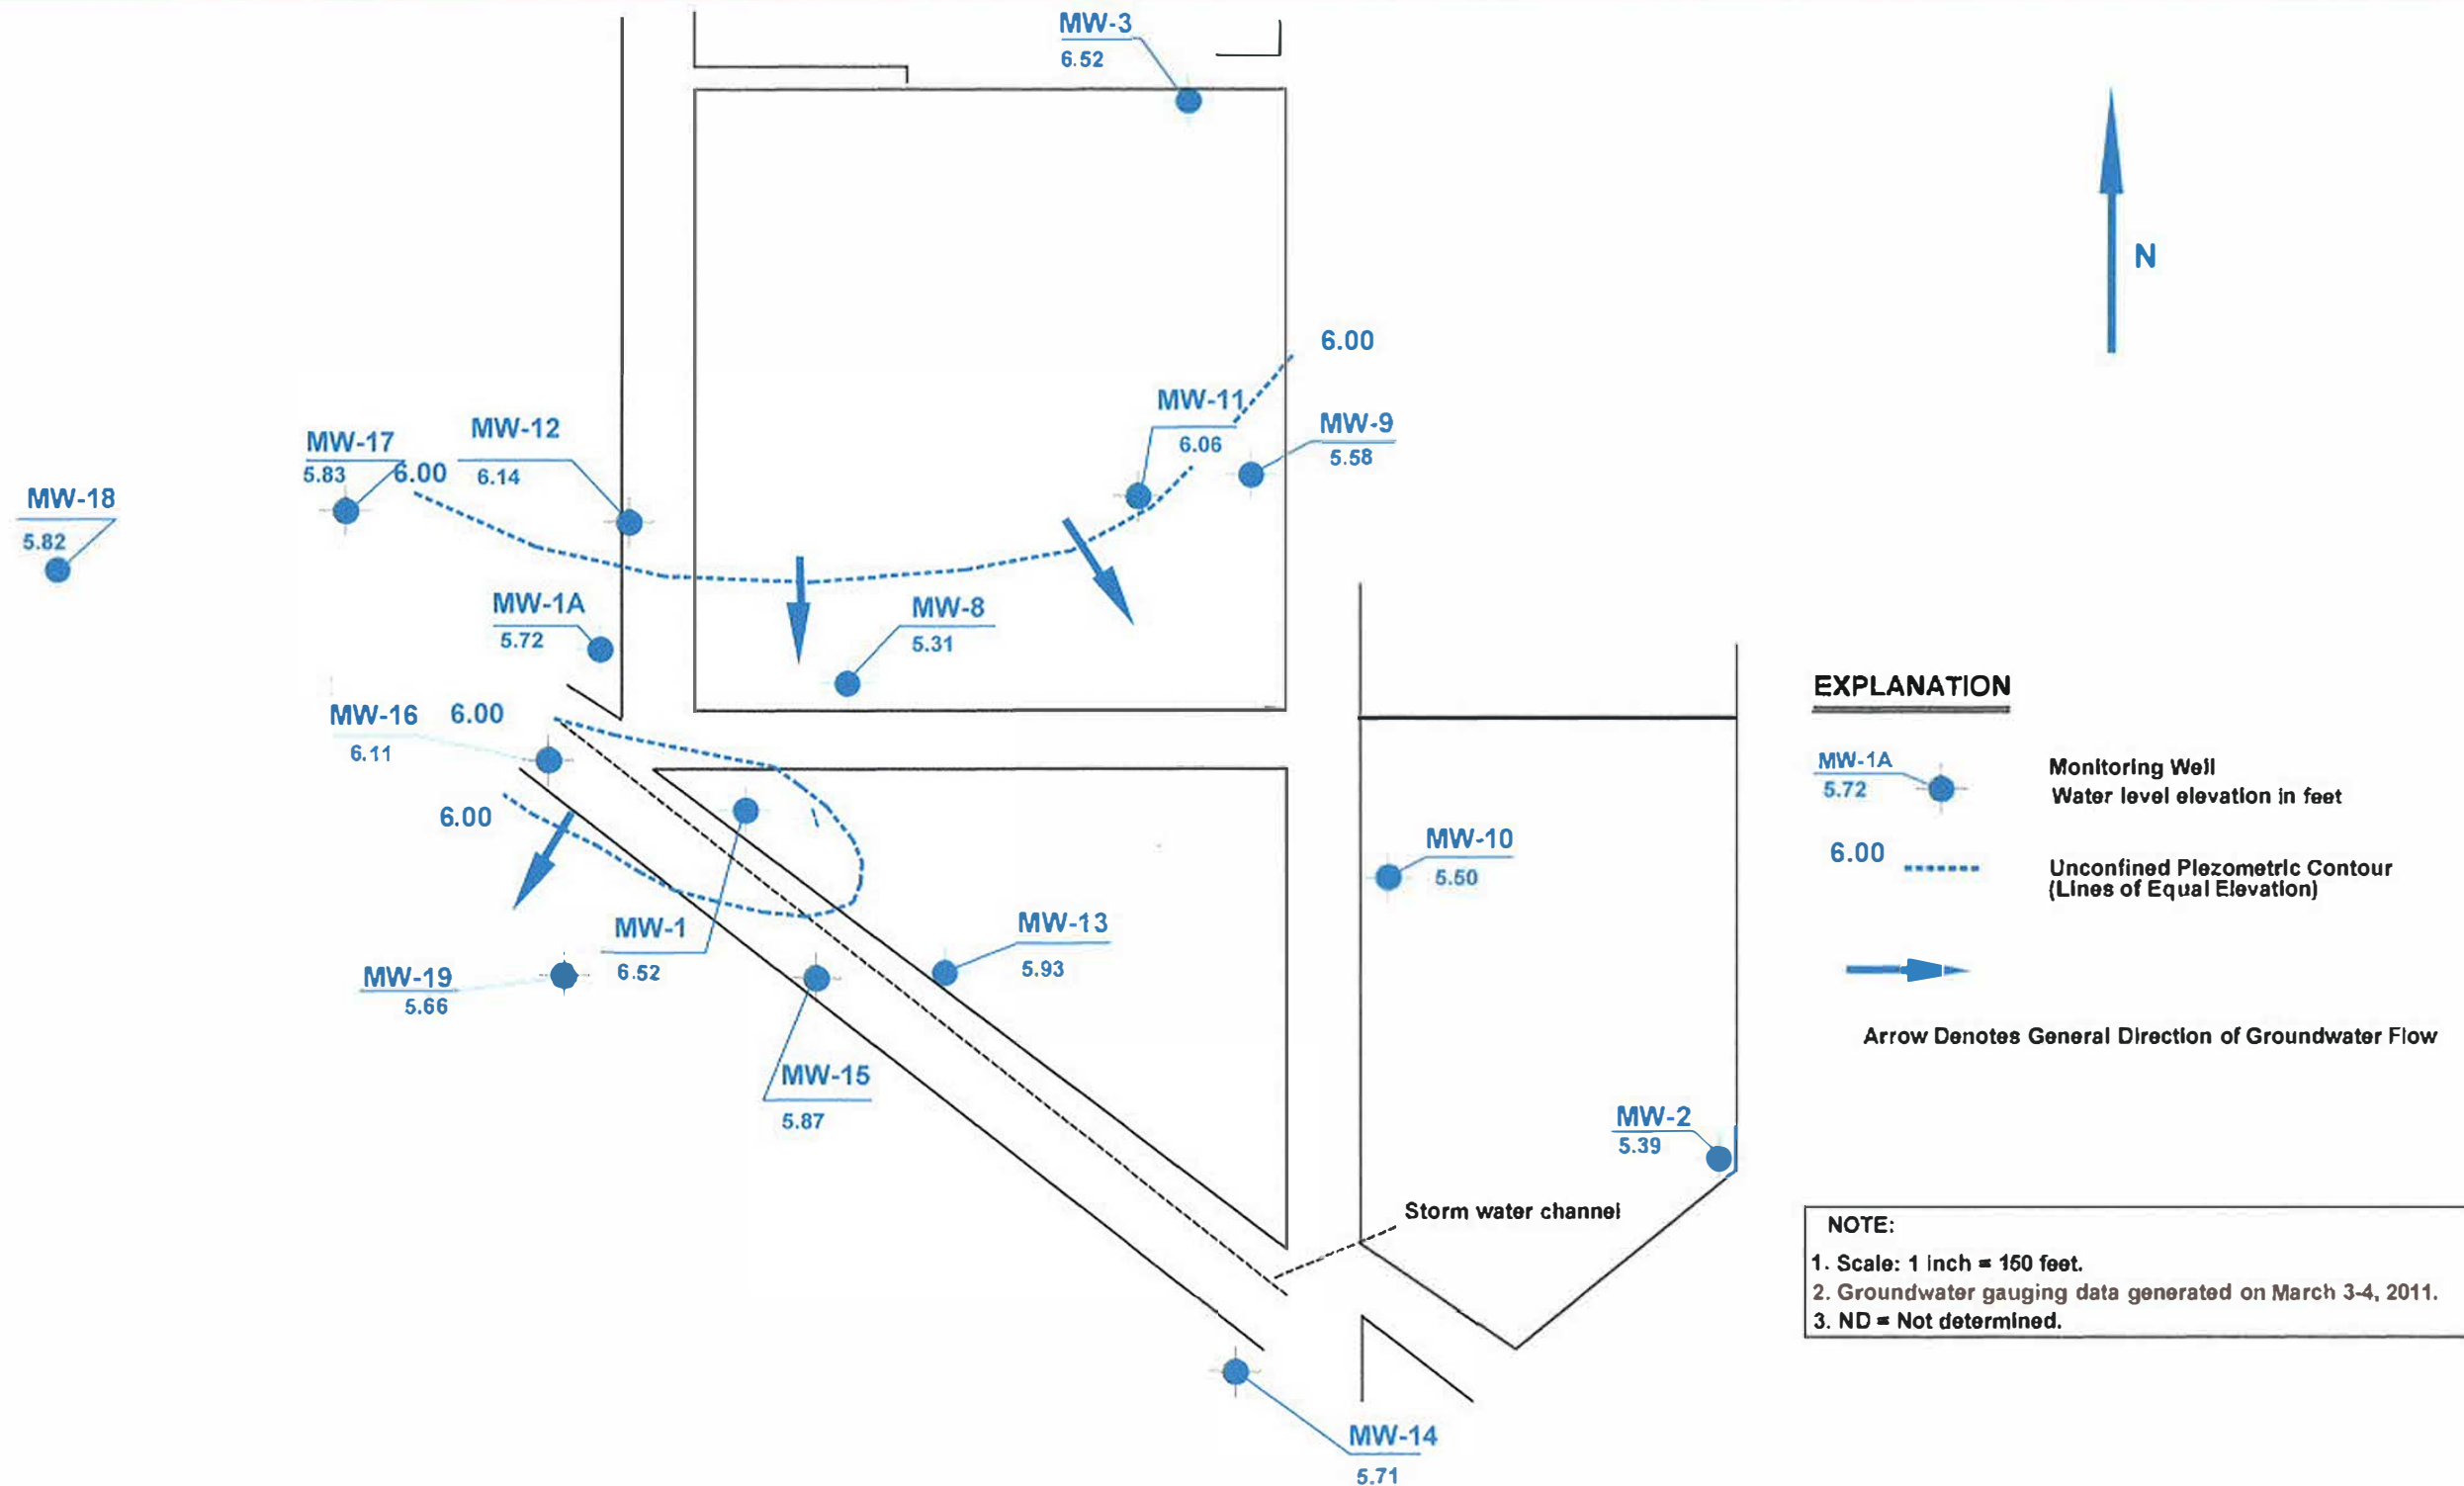 MW-3
6.52
N
6.00
MW-11
6.06
MW-9
5.58
MW-17
5.83
6.00
MW-12
6.14
MW-18
5.82
MW-1A
5.72
MW-8
5.31
MW-16
6.11
6.00
6.00
MW-1
6.52
MW-19
5.66
MW-13
5.93
MW-15
5.87
MW-10
5.50
MW-2
5.39
Storm water channel
MW-14
5.71
EXPLANATION
MW-1A
5.72
Monitoring Well
Water level elevation in feet
6.00
Unconfined Piezometric Contour
(Lines of Equal Elevation)
Arrow Denotes General Direction of Groundwater Flow
NOTE:
1. Scale: 1 inch = 150 feet.
2. Groundwater gauging data generated on March 3-4, 2011.
3. ND = Not determined.